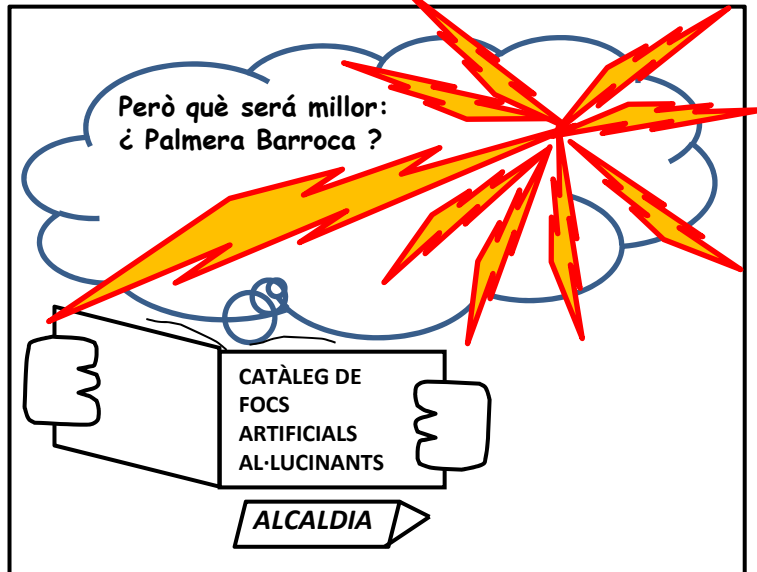 Però què será millor:
¿ Palmera Barroca ?
CATÀLEG DE
FOCS
ARTIFICIALS
AL·LUCINANTS
ALCALDIA